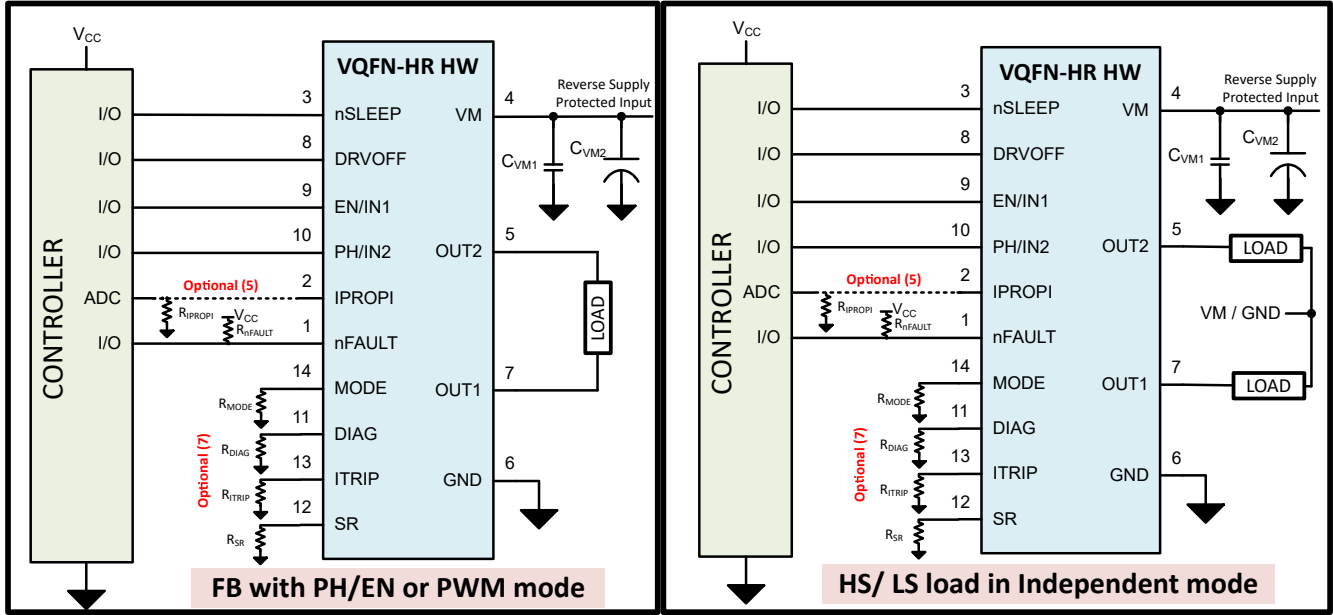 VCC
VQFN-HR HW
CONTROLLER
I/O
3
nSLEEP
VM
4
Reverse Supply
Protected Input
I/O
8
DRVOFF
CVM1
CVM2
I/O
9
EN/IN1
I/O
10
PH/IN2
OUT2
5
Optional (5)
ADC
2
IPROPI
RIPROPI
VCC
RnFAULT
LOAD
I/O
1
nFAULT
14
MODE
OUT1
7
RMODE
11
DIAG
RDIAG
Optional (7)
13
ITRIP
GND
6
RITRIP
12
SR
RSR
FB with PH/EN or PWM mode
VCC
VQFN-HR HW
CONTROLLER
I/O
3
nSLEEP
VM
4
Reverse Supply
Protected Input
I/O
8
DRVOFF
CVM1
CVM2
I/O
9
EN/IN1
I/O
10
PH/IN2
OUT2
5
LOAD
Optional (5)
ADC
2
IPROPI
RIPROPI
VCC
RnFAULT
VM / GND
I/O
1
nFAULT
14
MODE
OUT1
7
LOAD
RMODE
11
DIAG
RDIAG
Optional (7)
13
ITRIP
GND
6
RITRIP
12
SR
RSR
HS/ LS load in Independent mode